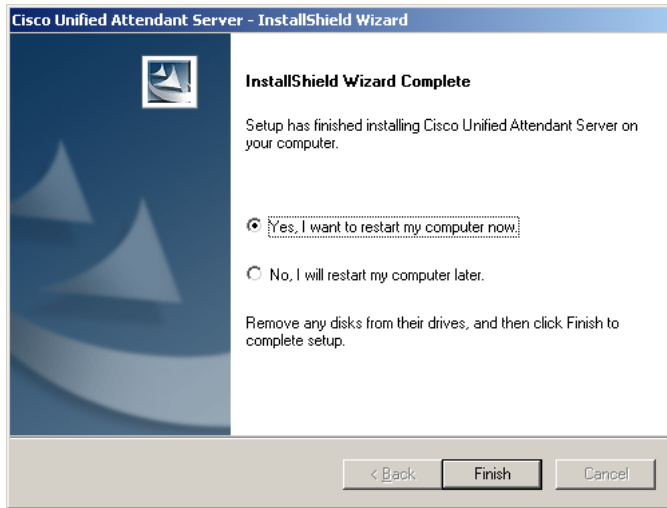 Cisco Unified Attendant Server - InstallShield Wizard
InstallShield Wizard Complete
Setup has finished installing Cisco Unified Attendant Server on
your computer.
Yes, I want to restart my computer now.
No, I will restart my computer later.
Remove any disks from their drives, and then click Finish to
complete setup.
< Back Finish Cancel